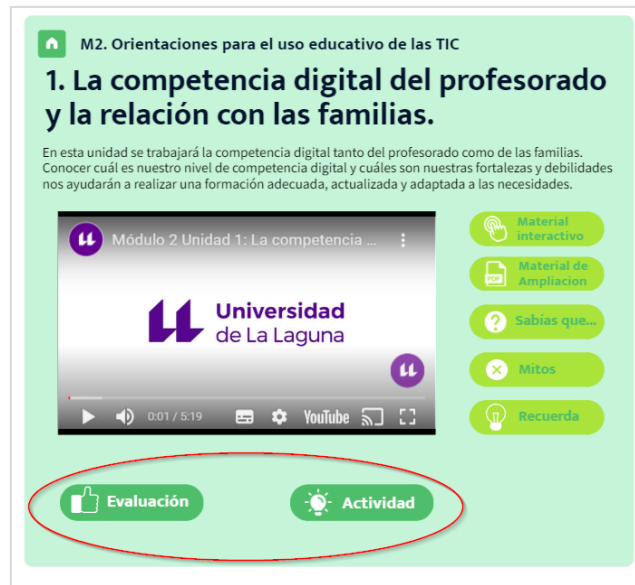 M2. Orientaciones para el uso educativo de las TIC
1. La competencia digital del profesorado
y la relación con las familias.
En esta unidad se trabajará la competencia digital tanto del profesorado como de las familias.
Conocer cuál es nuestro nivel de competencia digital y cuáles son nuestras fortalezas y debilidades
nos ayudarán a realizar una formación adecuada, actualizada y adaptada a las necesidades.
Módulo 2 Unidad 1: La competencia ...
Universidad
de La Laguna
0:01 / 5:19
YouTube
Material
interactivo
PDF
Material de
Ampliacion
Sabías que...
Mitos
Recuerda
Evaluación
Actividad